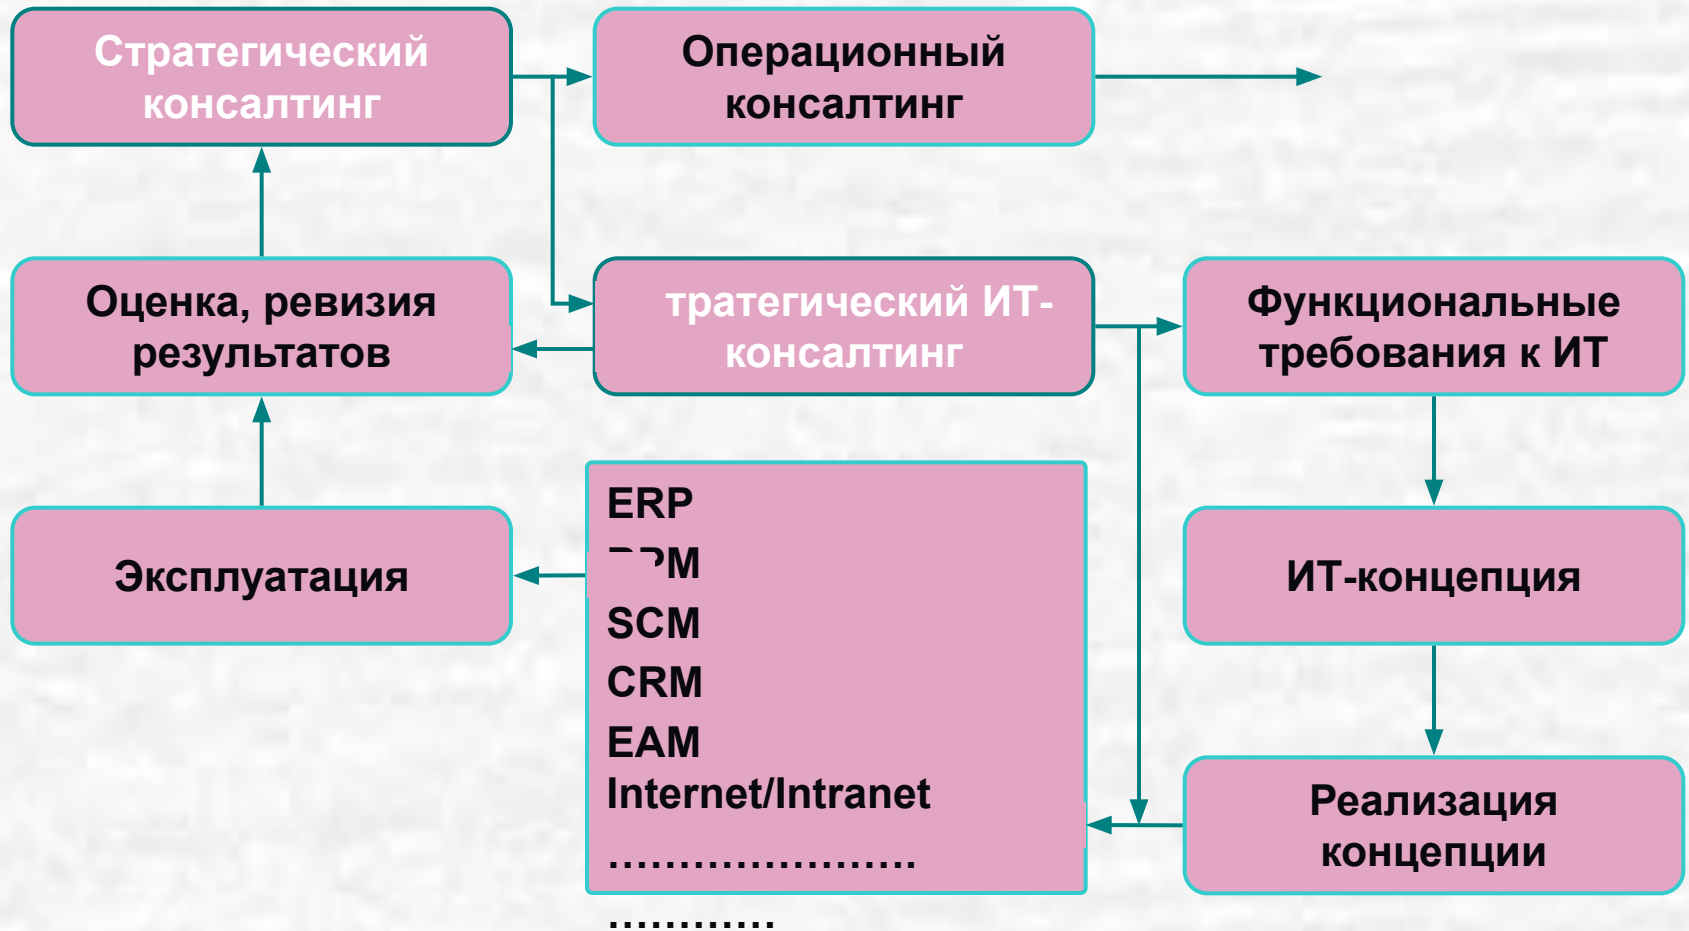 Стратегический
консалтинг
Операционный
консалтинг
Оценка, ревизия
результатов
тратегический ИТ-
консалтинг
Функциональные
требования к ИТ
Эксплуатация
ERP
SCM
CRM
EAM
Internet/Intranet
......................
............
ИТ-концепция
Реализация
концепции